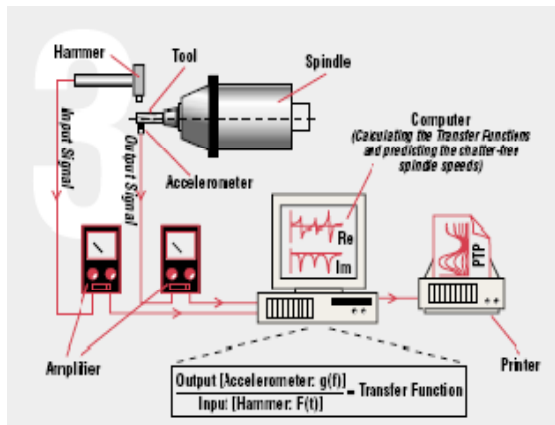 3
Hammer
Tool
Spindle
Input Signal
Output Signal
Accelerometer
Computer
(Calculating the Transfer Functions
and predicting the chatter-free
spindle speeds)
Re
Im
PTP
Amplifier
Printer
Output [Accelerometer: g(f)]
Input [Hammer: F(t)]
= Transfer Function